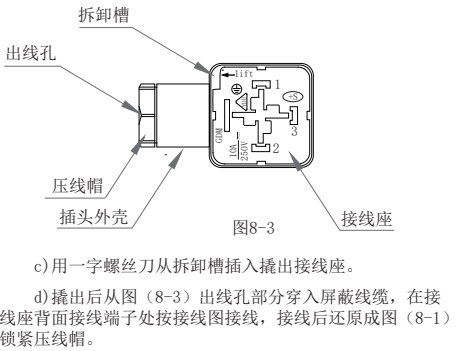 拆卸槽
出线孔
lift
1
+S
3
GDM
10A
250V
2
压线帽
插头外壳
图8-3
接线座
c)用一字螺丝刀从拆卸槽插入撬出接线座。
d)撬出后从图（8-3）出线孔部分穿入屏蔽线缆，在接
线座背面接线端子处按接线图接线，接线后还原成图（8-1）
锁紧压线帽。